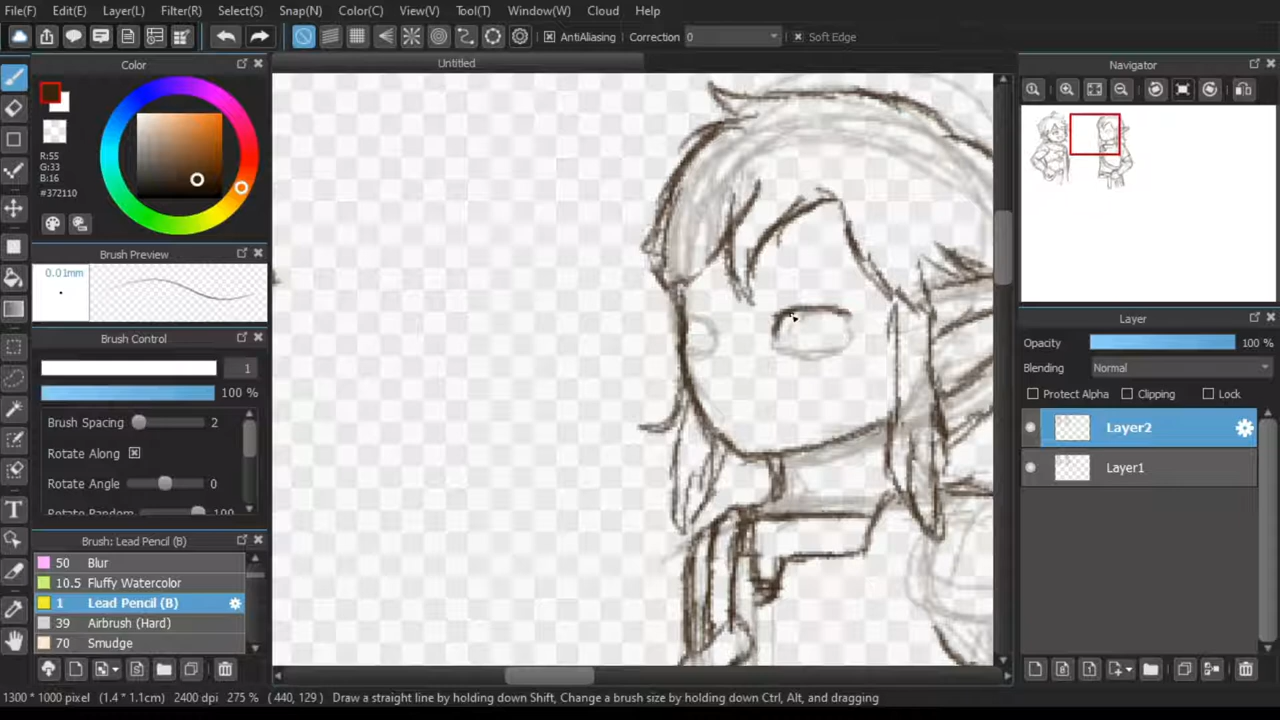 File(F) Edit(E) Layer(L) Filter(R) Select(S) Snap(N) Color(C) View(V) Tool(T) Window(W) Cloud Help
AntiAliasing Correction 0 Soft Edge
Color
Untitled
Navigator
R:55
G:33
B:16
#372110
Brush Preview
0.01mm
Brush Control
1
100 %
Brush Spacing 2
Rotate Along
Rotate Angle 0
Rotate Random 100
Brush: Lead Pencil (B)
50 Blur
10.5 Fluffy Watercolor
1 Lead Pencil (B)
39 Airbrush (Hard)
70 Smudge
Layer
Opacity 100 %
Blending Normal
Protect Alpha Clipping Lock
Layer2
Layer1
1300 * 1000 pixel (1.4 * 1.1cm) 2400 dpi 275 % ( 440, 129 ) Draw a straight line by holding down Shift, Change a brush size by holding down Ctrl, Alt, and dragging